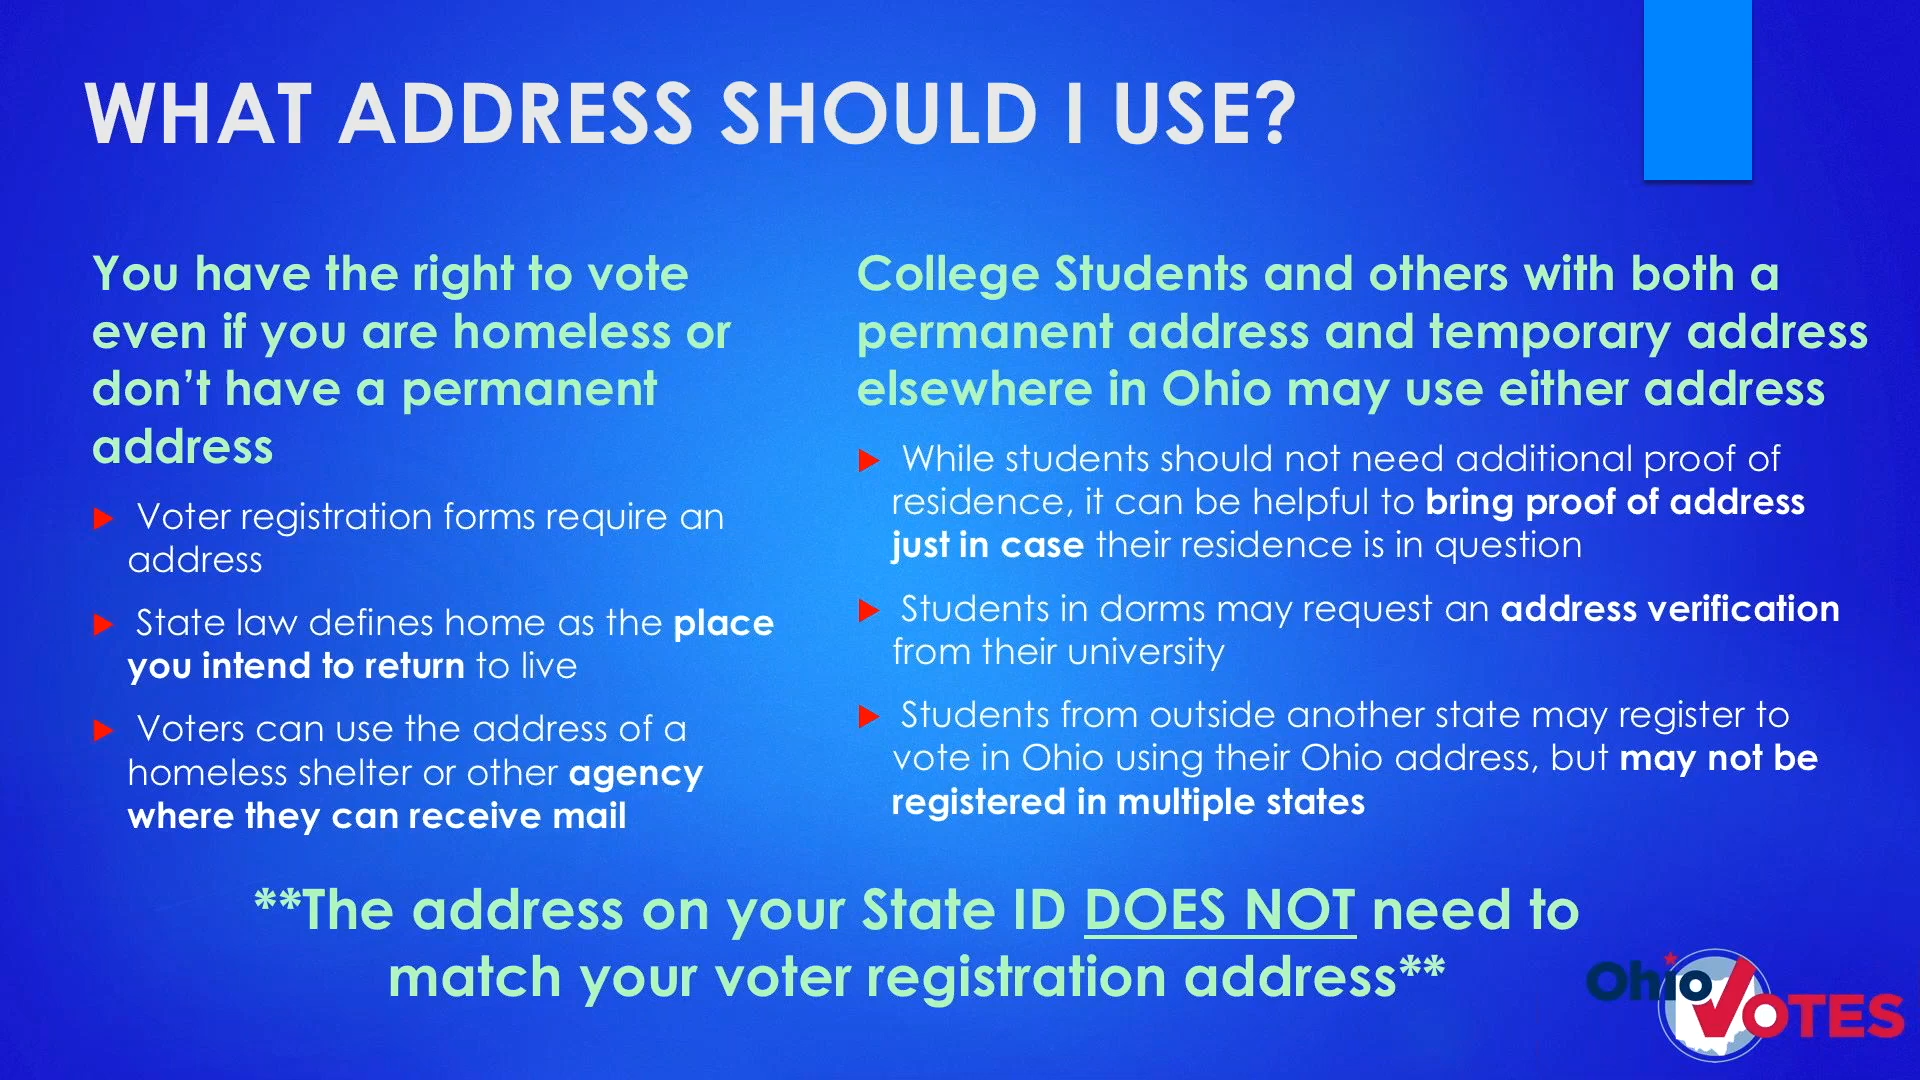 WHAT ADDRESS SHOULD I USE?
You have the right to vote
even if you are homeless or
don't have a permanent
address
Voter registration forms require an
address
State law defines home as the place
you intend to return to live
Voters can use the address of a
homeless shelter or other agency
where they can receive mail
College Students and others with both a
permanent address and temporary address
elsewhere in Ohio may use either address
While students should not need additional proof of
residence, it can be helpful to bring proof of address
just in case their residence is in question
Students in dorms may request an address verification
from their university
Students from outside another state may register to
vote in Ohio using their Ohio address, but may not be
registered in multiple states
**The address on your State ID DOES NOT need to
match your voter registration address**
Ohio
VOTES